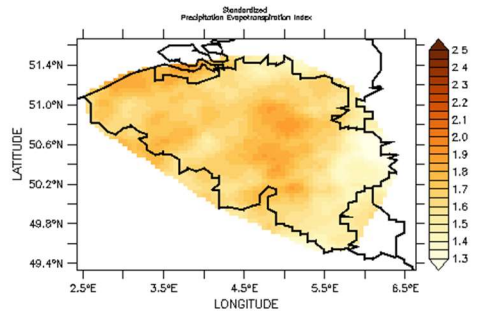 Standardized
Precipitation Evapotranspiration Index
51.4°N
51.0°N
50.6°N
50.2°N
49.8°N
49.4°N
LATITUDE
2.5°E 3.5°E 4.5°E 5.5°E 6.5°E
LONGITUDE
2.5
2.3
2.2
2.1
2.0
1.9
1.8
1.7
1.6
1.5
1.4
1.3